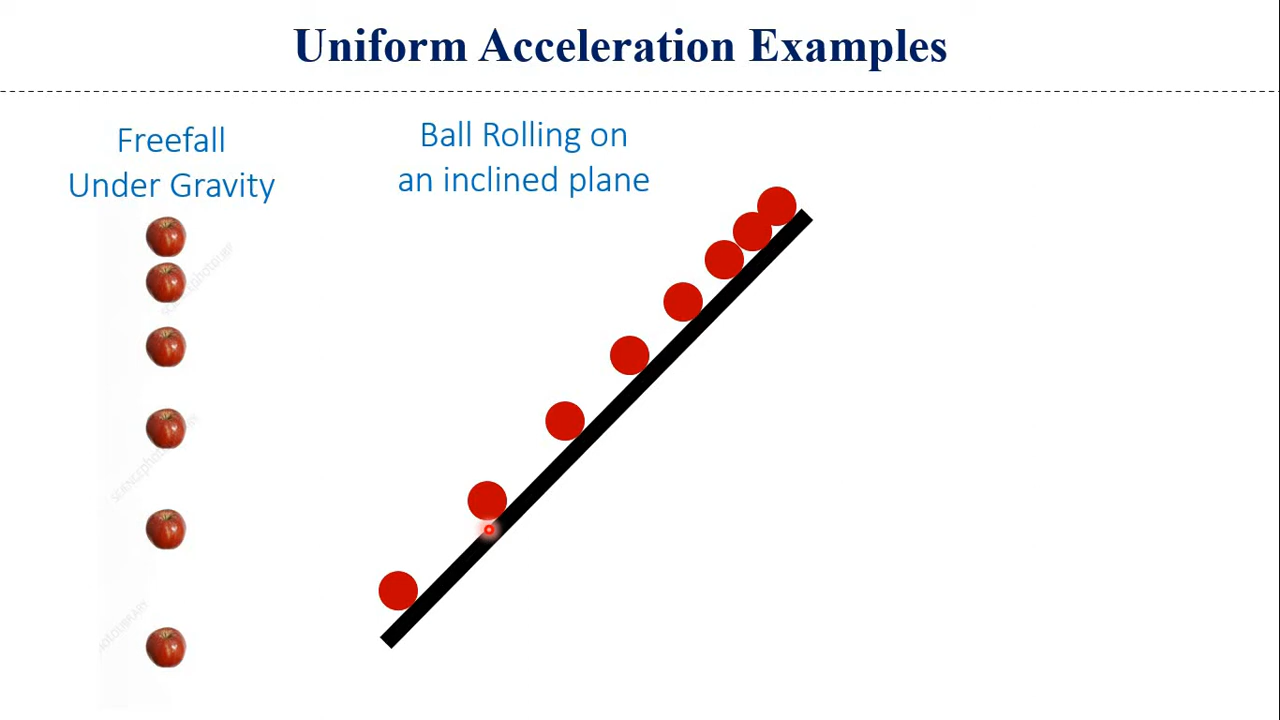 Uniform Acceleration Examples
Freefall
Under Gravity
Ball Rolling on
an inclined plane